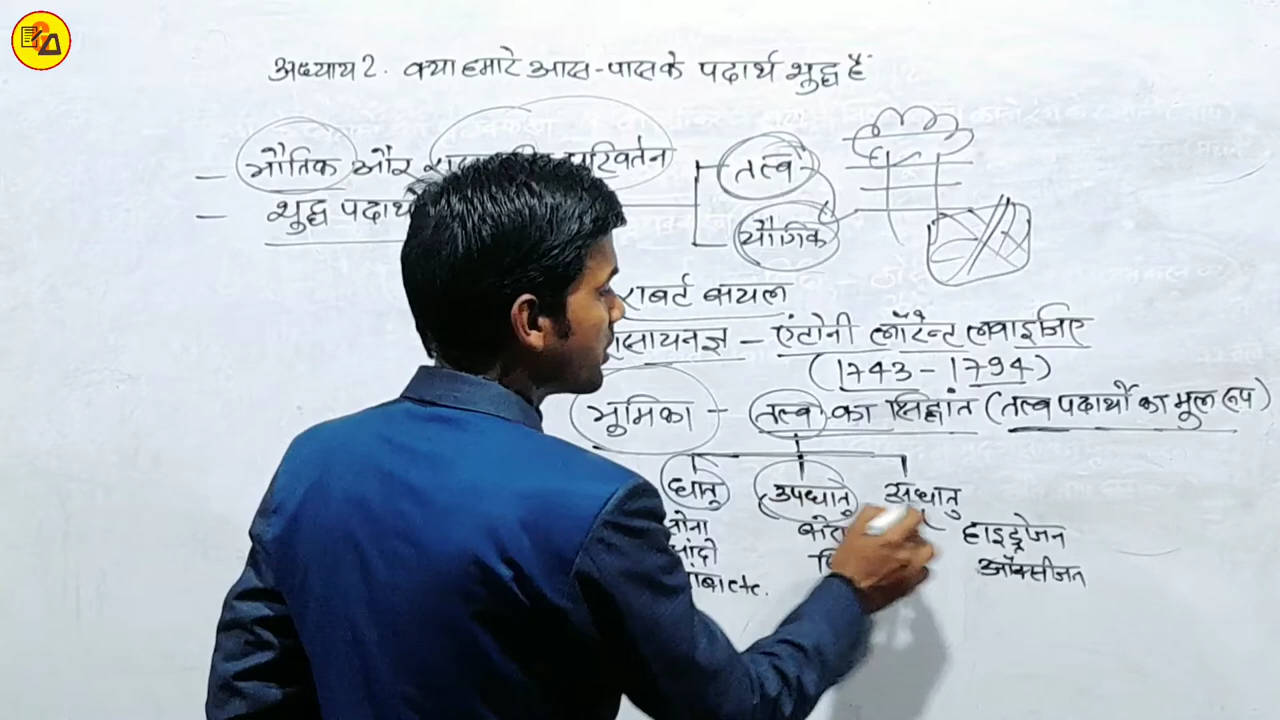 अध्याय 2. क्या हमारे आस-पास के पदार्थ शुद्ध हैं
- भौतिक और परिवर्तन
- शुद्ध पदार्थ
तत्व
यौगिक
राबर्ट बायल
रसायनज्ञ - एंटोनी लॉरेन्ट लवाइजिए
(1743 - 1794)
भूमिका - तत्व का सिद्धांत (तत्व पदार्थों का मुल रूप)
धातु उपधातु अधातु
सोना हाइड्रोजन
चांदी ऑक्सीजन
etc.